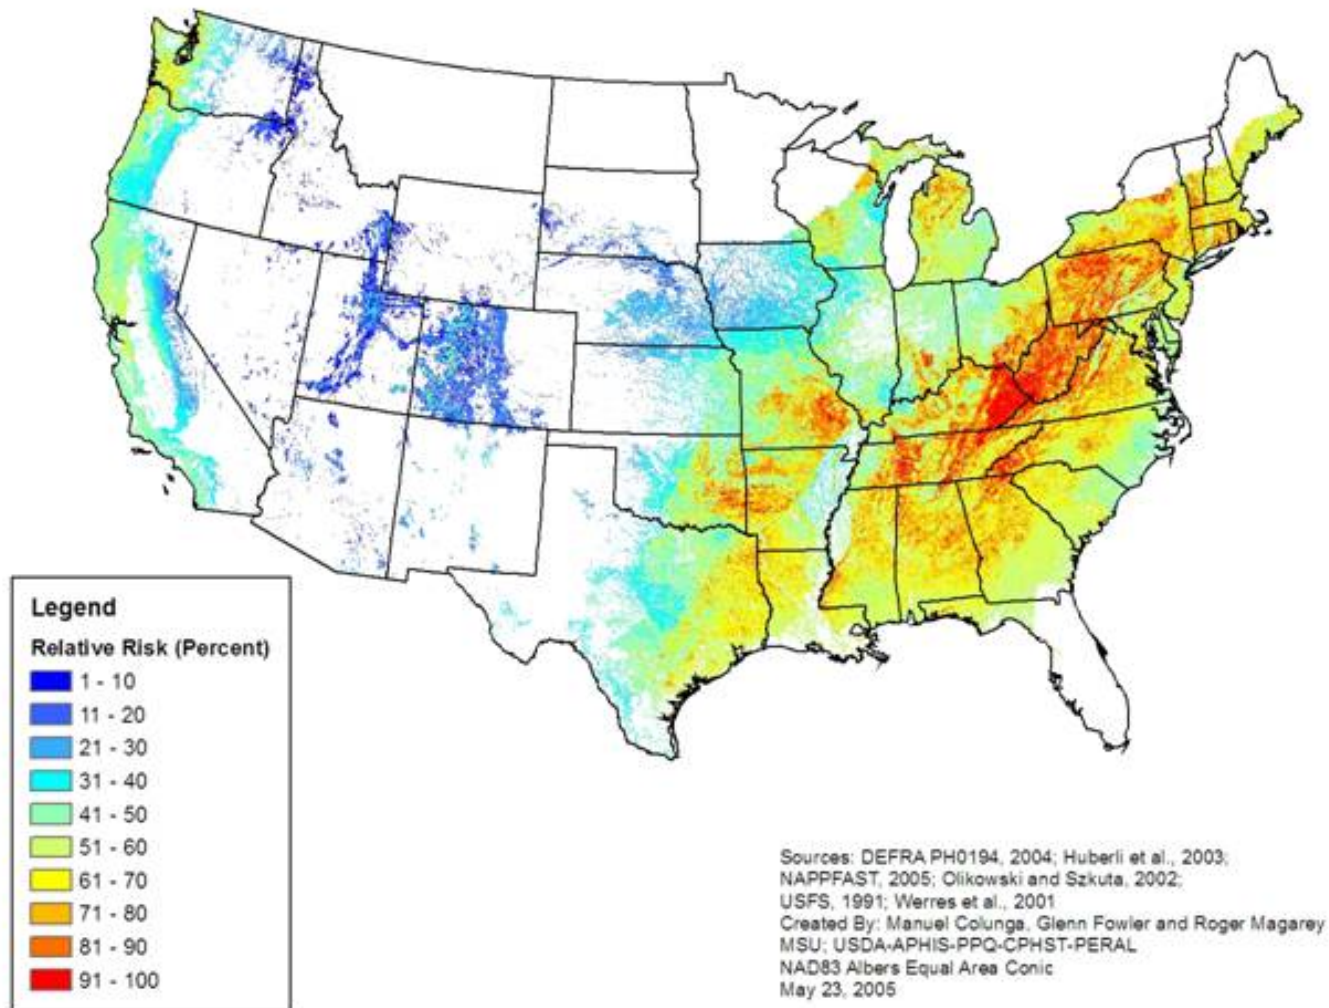 Legend
Relative Risk (Percent)
1 - 10
11 - 20
21 - 30
31 - 40
41 - 50
51 - 60
61 - 70
71 - 80
81 - 90
91 - 100
Sources: DEFRA PH0194, 2004; Huberli et al., 2003;
NAPPFAST, 2005; Olikowski and Szkuta, 2002;
USFS, 1991; Werres et al., 2001
Created By: Manuel Colunga, Glenn Fowler and Roger Magarey
MSU; USDA-APHIS-PPQ-CPHST-PERAL
NAD83 Albers Equal Area Conic
May 23, 2005